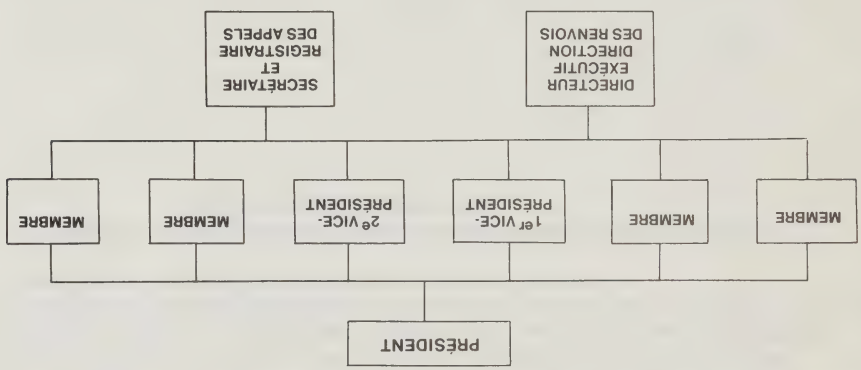 PRÉSIDENT
MEMBRE
MEMBRE
1er VICE-
PRÉSIDENT
2e VICE-
PRÉSIDENT
MEMBRE
MEMBRE
DIRECTEUR
EXÉCUTIF
DIRECTION
DES RENVOIS
SECRÉTAIRE
ET
REGISTRAIRE
DES APPELS